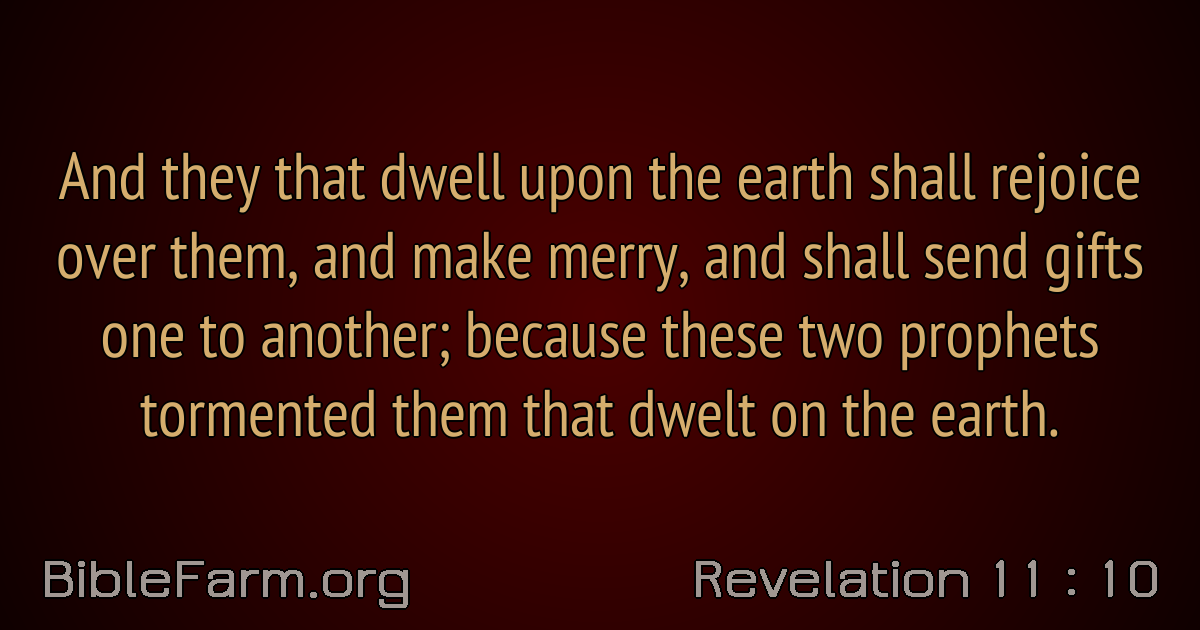 And they that dwell upon the earth shall rejoice
over them, and make merry, and shall send gifts
one to another; because these two prophets
tormented them that dwelt on the earth.
BibleFarm.org
Revelation 11 : 10